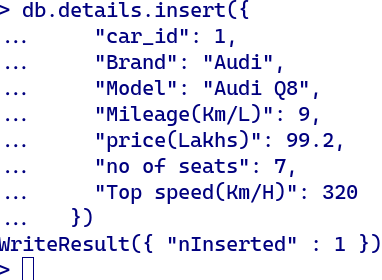 > db.details.insert({
...     "car_id": 1,
...     "Brand": "Audi",
...     "Model": "Audi Q8",
...     "Mileage(Km/L)": 9,
...     "price(Lakhs)": 99.2,
...     "no of seats": 7,
...     "Top speed(Km/H)": 320
...   })
WriteResult({ "nInserted" : 1 })
>